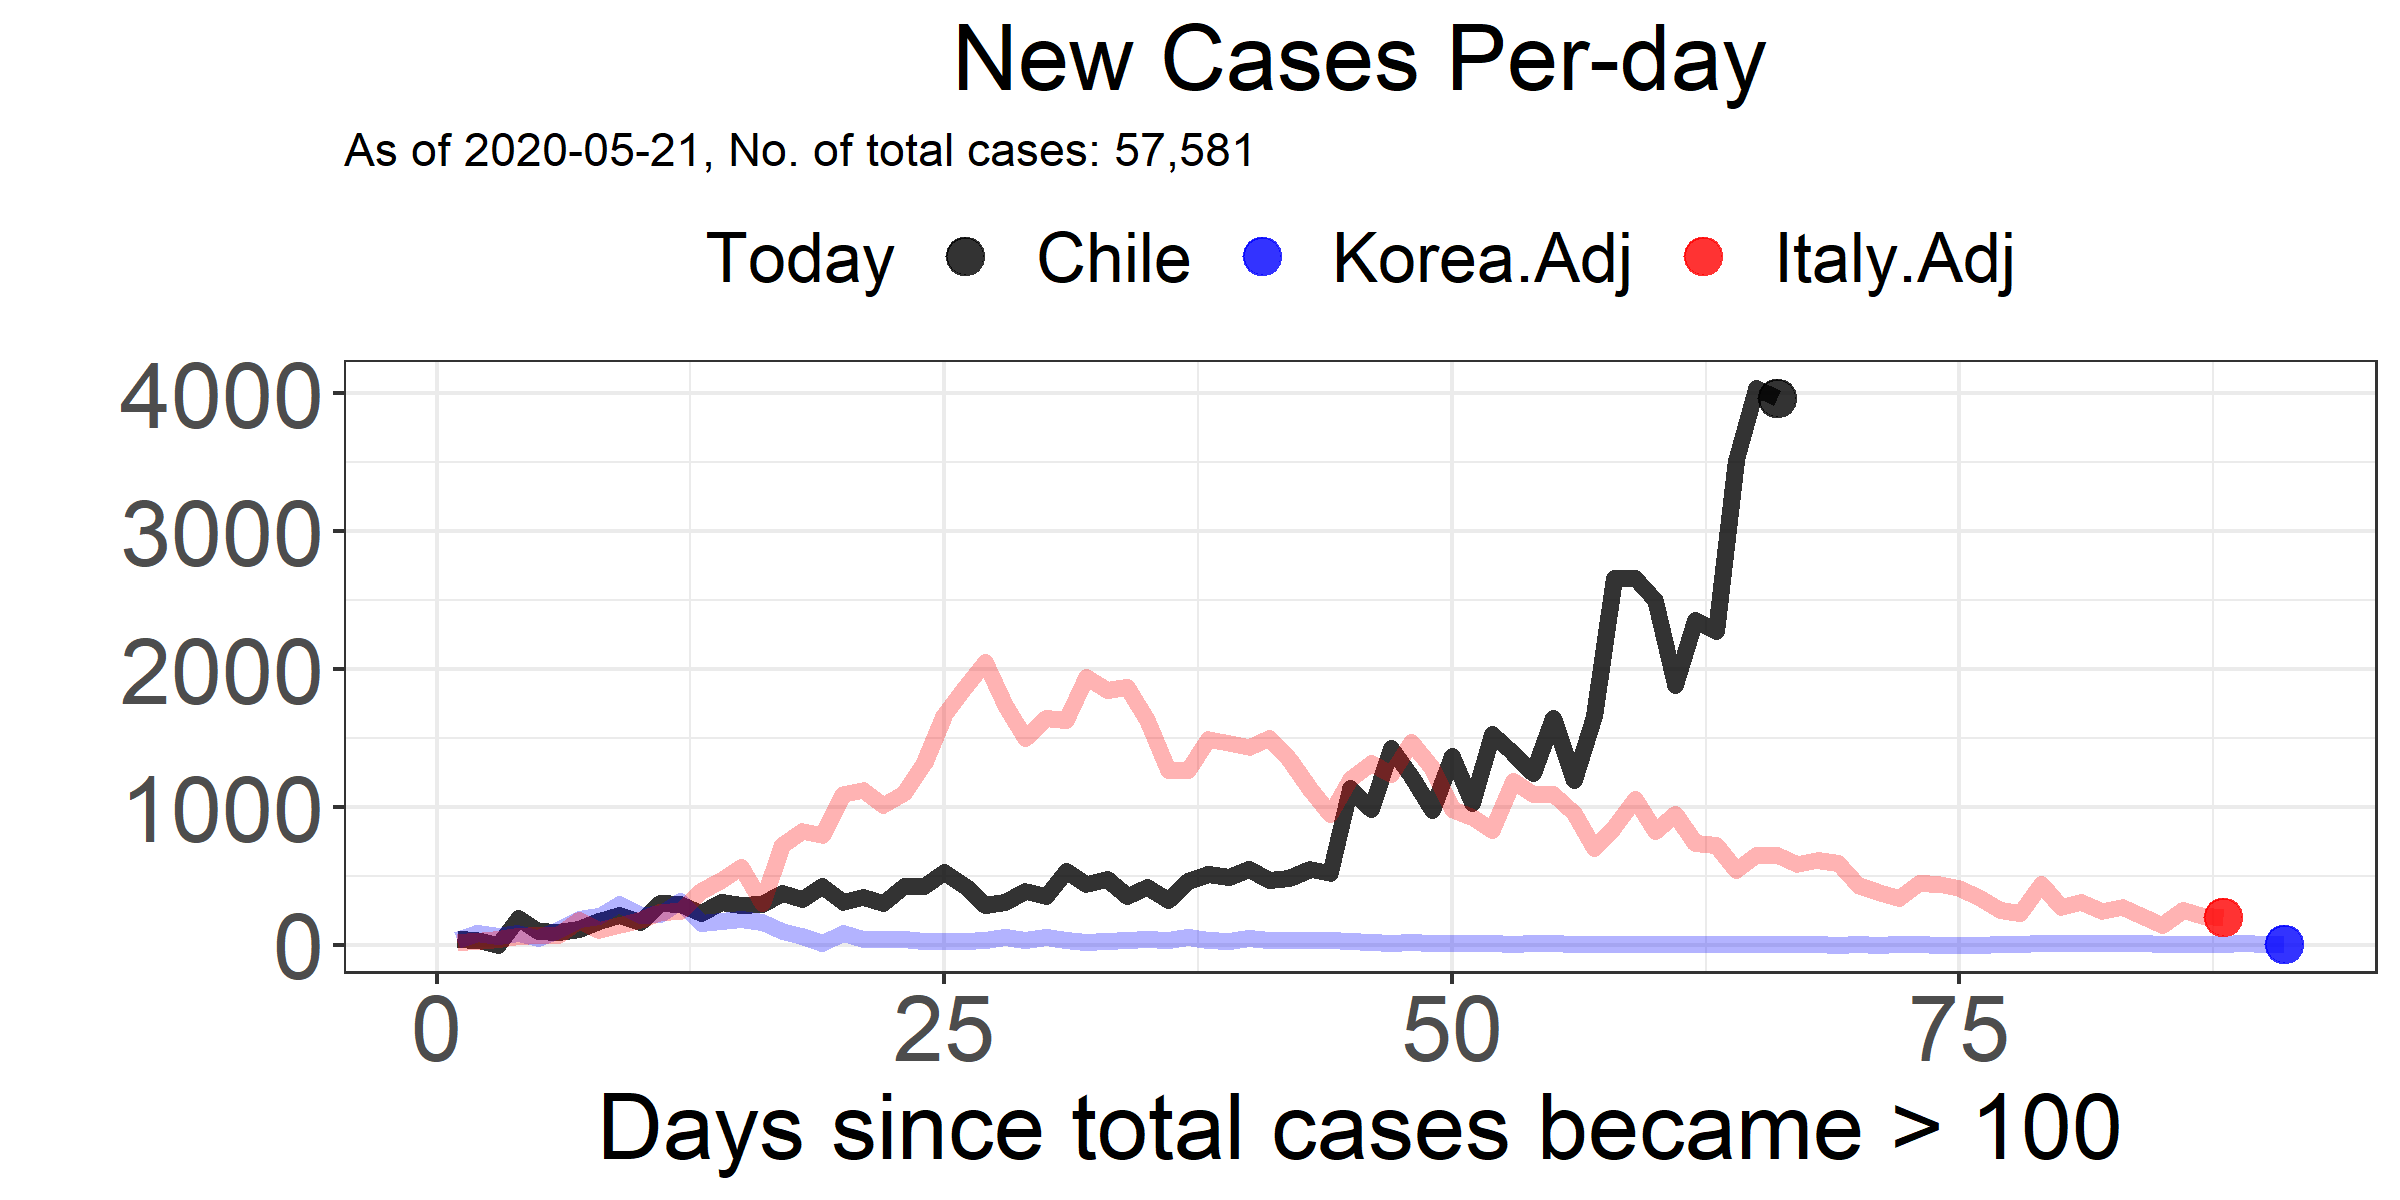 New Cases Per-day
As of 2020-05-21, No. of total cases: 57,581
Today Chile Korea.Adj Italy.Adj
4000
3000
2000
1000
0
0 25 50 75
Days since total cases became > 100